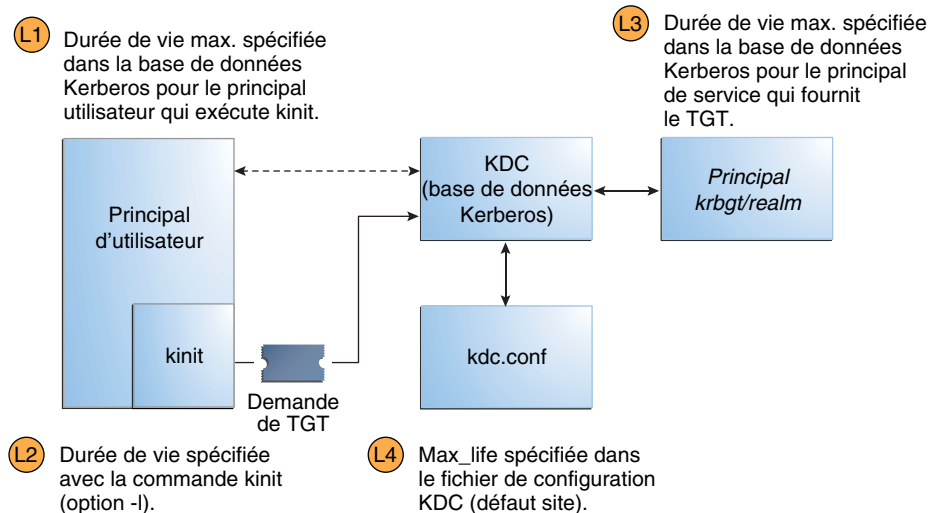 L1
Durée de vie max. spécifiée
dans la base de données
Kerberos pour le principal
utilisateur qui exécute kinit.
L3
Durée de vie max. spécifiée
dans la base de données
Kerberos pour le principal
de service qui fournit
le TGT.
Principal
d'utilisateur
kinit
Demande
de TGT
KDC
(base de données
Kerberos)
Principal
krbgt/realm
kdc.conf
L2
Durée de vie spécifiée
avec la commande kinit
(option -l).
L4
Max_life spécifiée dans
le fichier de configuration
KDC (défaut site).